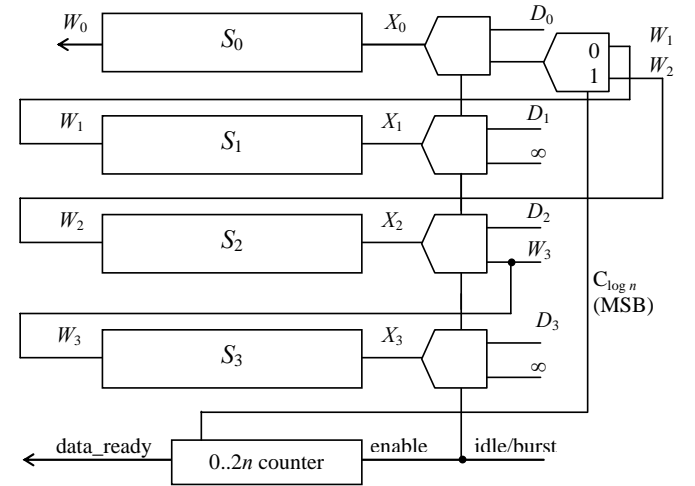 W₀ S₀ X₀ D₀
0 W₁
1 W₂
W₁ S₁ X₁ D₁
∞
W₂ S₂ X₂ D₂
W₃
C_log n
(MSB)
W₃ S₃ X₃ D₃
∞
data_ready 0..2n counter enable idle/burst